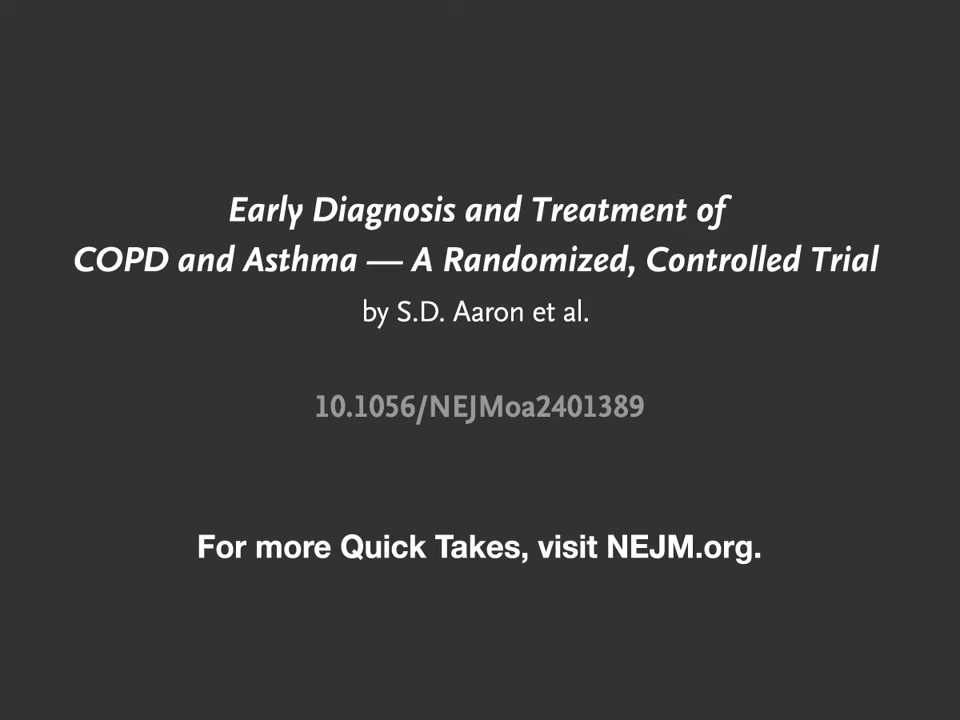 Early Diagnosis and Treatment of
COPD and Asthma — A Randomized, Controlled Trial
by S.D. Aaron et al.
10.1056/NEJMoa2401389
For more Quick Takes, visit NEJM.org.